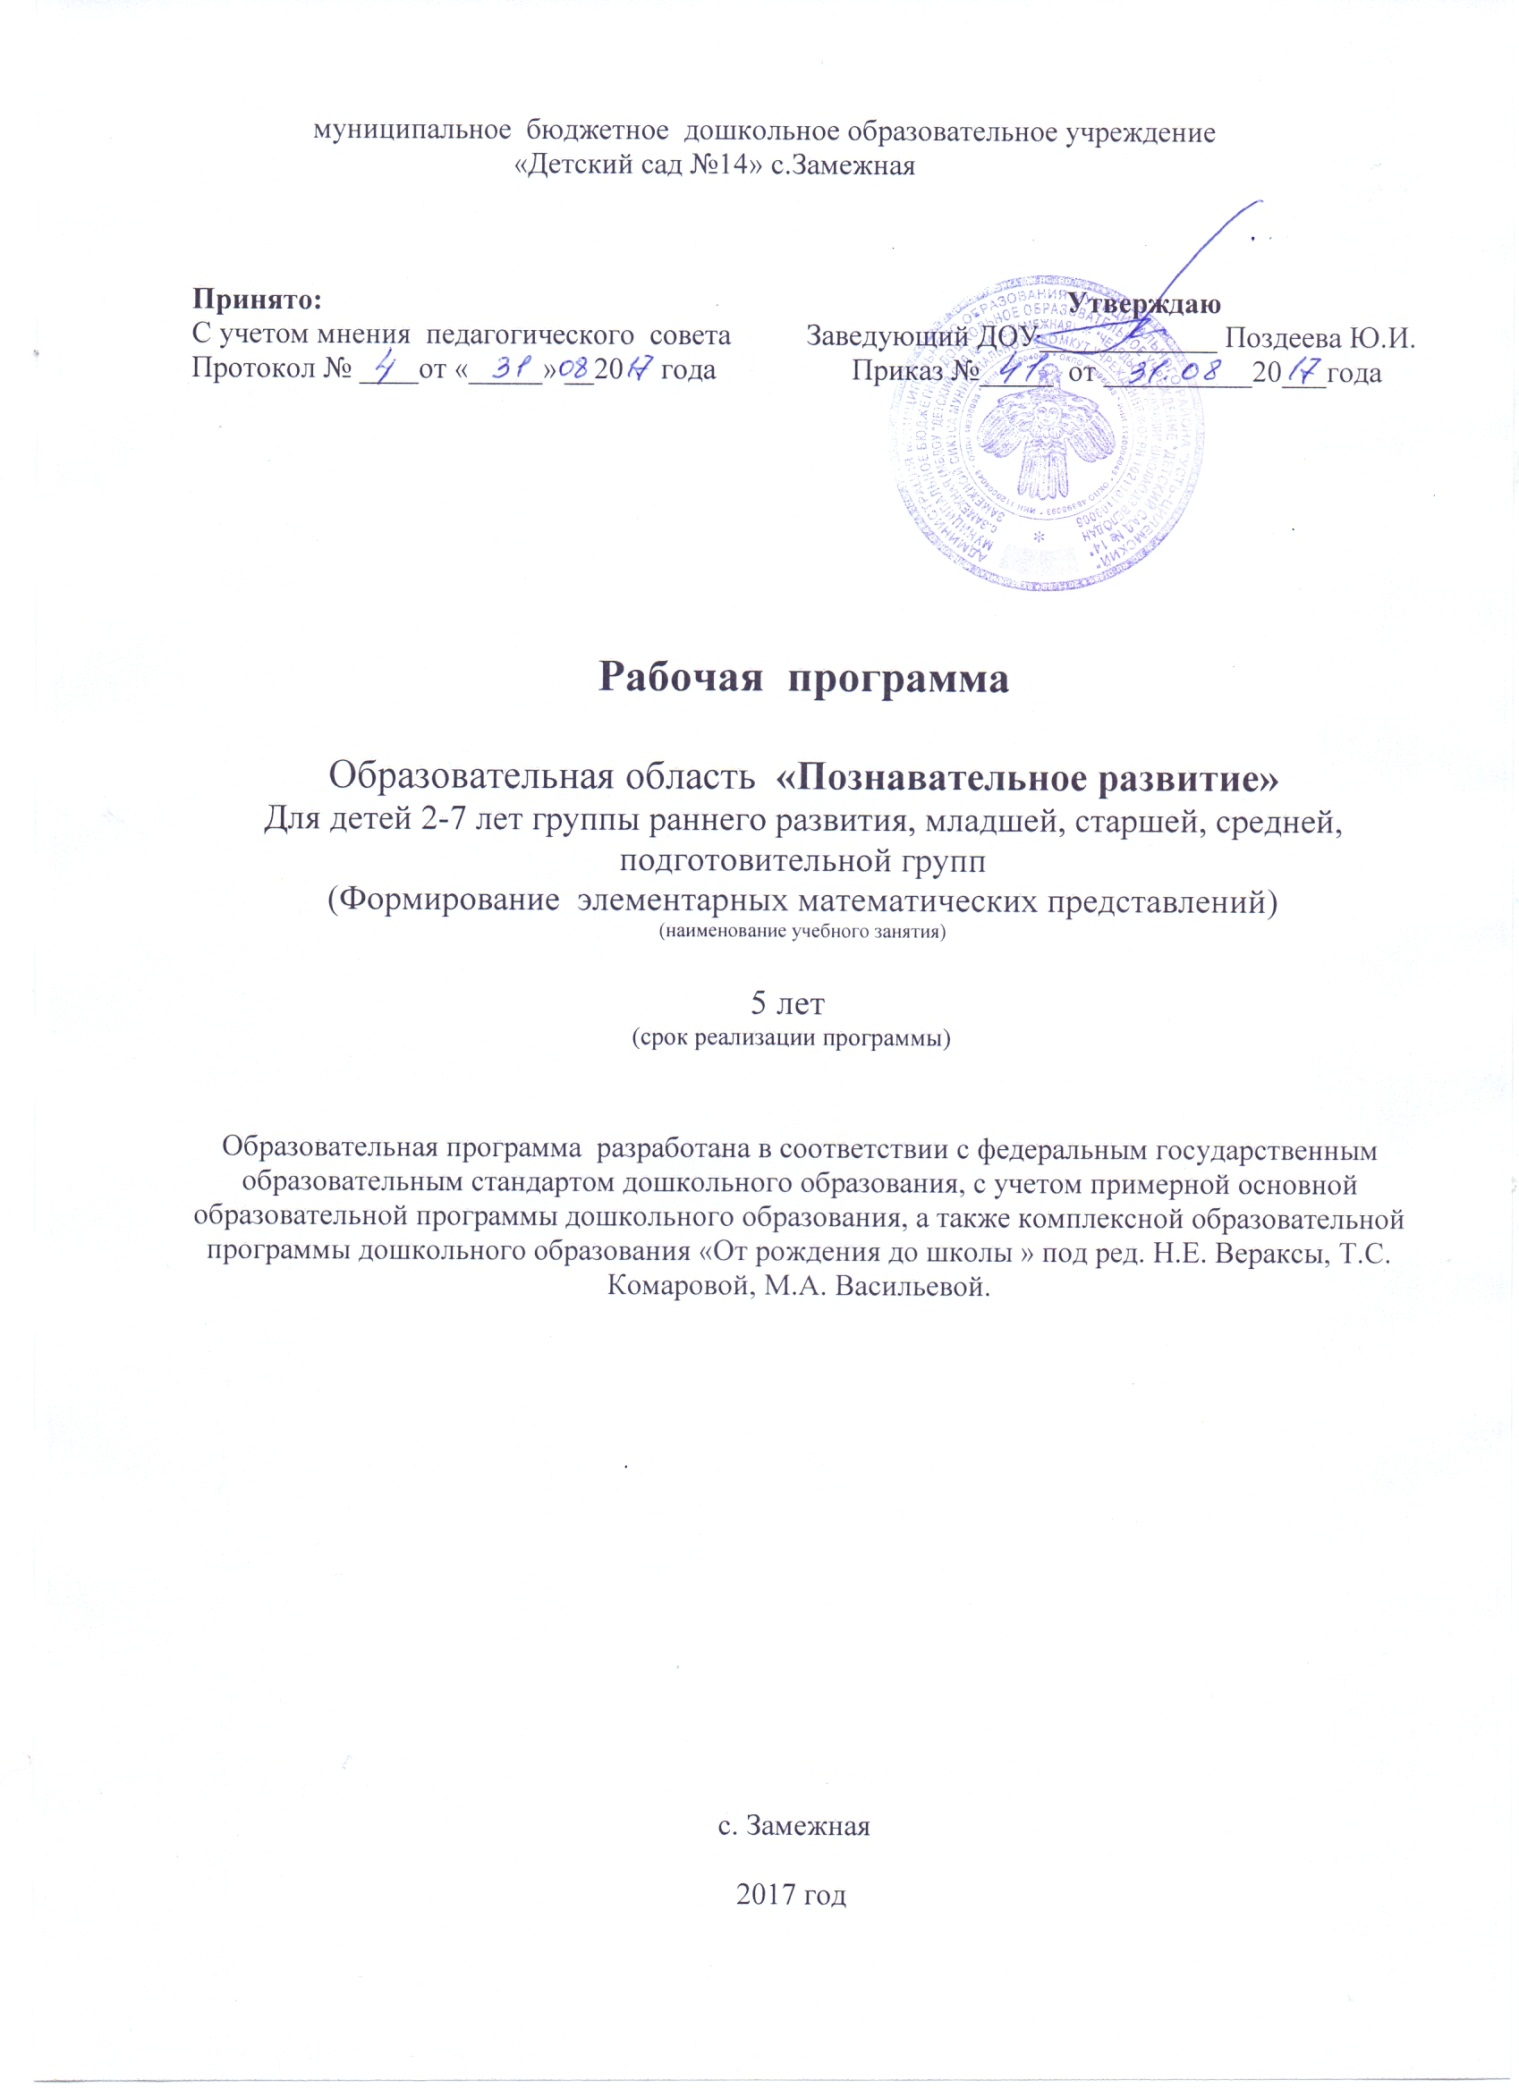 муниципальное бюджетное дошкольное образовательное учреждение
«Детский сад №14» с.Замежная
Принято:
С учетом мнения педагогического совета
Протокол № 4 от «31» 08 2017 года
Утверждаю
Заведующий ДОУ____________ Поздеева Ю.И.
Приказ № 41 от 31.08 2017 года
Рабочая программа
Образовательная область «Познавательное развитие»
Для детей 2-7 лет группы раннего развития, младшей, старшей, средней,
подготовительной групп
(Формирование элементарных математических представлений)
(наименование учебного занятия)
5 лет
(срок реализации программы)
Образовательная программа разработана в соответствии с федеральным государственным
образовательным стандартом дошкольного образования, с учетом примерной основной
образовательной программы дошкольного образования, а также комплексной образовательной
программы дошкольного образования «От рождения до школы » под ред. Н.Е. Вераксы, Т.С.
Комаровой, М.А. Васильевой.
с. Замежная
2017 год